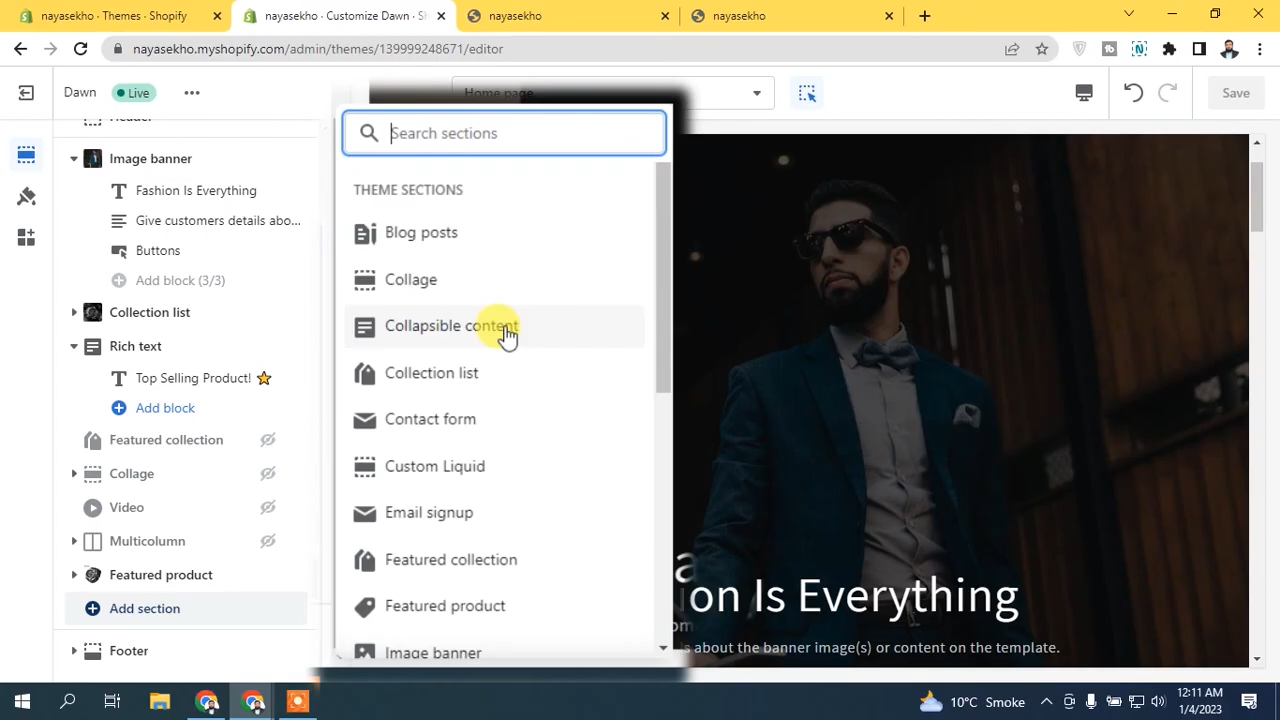 nayasekho - Themes - Shopify
nayasekho - Customize Dawn - Sh
nayasekho
nayasekho
nayasekho.myshopify.com/admin/themes/139999248671/editor
Dawn
Live
Home page
Save
Header
Image banner
Fashion Is Everything
Give customers details abo...
Buttons
Add block (3/3)
Collection list
Rich text
Top Selling Product! ⭐
Add block
Featured collection
Collage
Video
Multicolumn
Featured product
Add section
Footer
Search sections
THEME SECTIONS
Blog posts
Collage
Collapsible content
Collection list
Contact form
Custom Liquid
Email signup
Featured collection
Featured product
Image banner
ion Is Everything
s about the banner image(s) or content on the template.
10°C Smoke
12:11 AM
1/4/2023